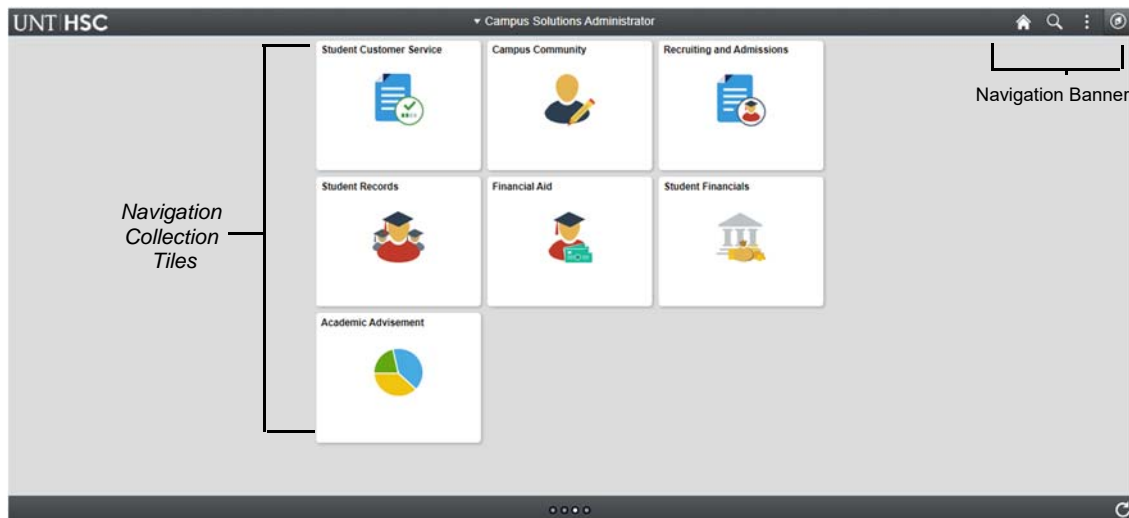 UNT HSC
Campus Solutions Administrator
Student Customer Service
Campus Community
Recruiting and Admissions
Navigation Banner
Student Records
Financial Aid
Student Financials
Navigation
Collection
Tiles
Academic Advisement